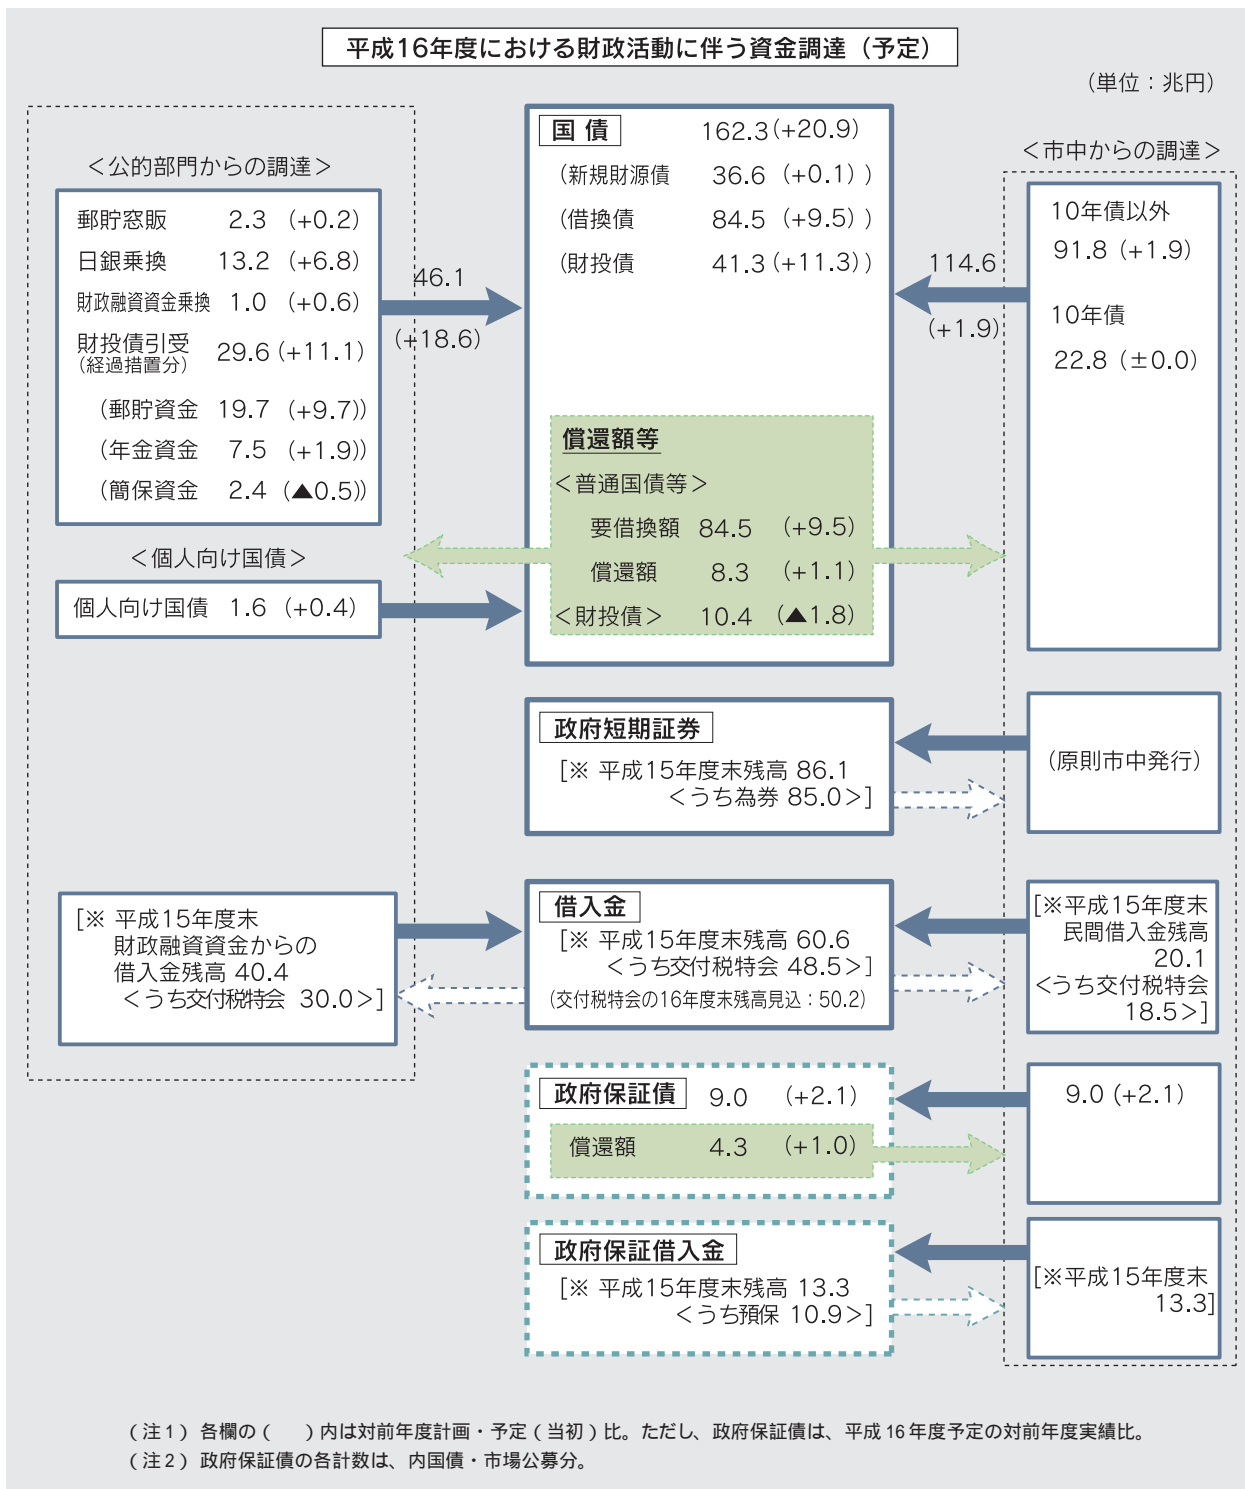 平成16年度における財政活動に伴う資金調達（予定）
（単位：兆円）
＜公的部門からの調達＞
郵貯窓販 2.3 (+0.2)
日銀乗換 13.2 (+6.8)
財政融資資金乗換 1.0 (+0.6)
財投債引受 29.6 (+11.1)
（経過措置分）
（郵貯資金 19.7 (+9.7)）
（年金資金 7.5 (+1.9)）
（簡保資金 2.4 (▲0.5)）
46.1
(+18.6)
＜個人向け国債＞
個人向け国債 1.6 (+0.4)
国債 162.3 (+20.9)
（新規財源債 36.6 (+0.1)）
（借換債 84.5 (+9.5)）
（財投債 41.3 (+11.3)）
償還額等
＜普通国債等＞
要借換額 84.5 (+9.5)
償還額 8.3 (+1.1)
＜財投債＞ 10.4 (▲1.8)
114.6
(+1.9)
＜市中からの調達＞
10年債以外
91.8 (+1.9)
10年債
22.8 (±0.0)
政府短期証券
[※ 平成15年度末残高 86.1
＜うち為券 85.0＞]
（原則市中発行）
[※ 平成15年度末
財政融資資金からの
借入金残高 40.4
＜うち交付税特会 30.0＞]
借入金
[※ 平成15年度末残高 60.6
＜うち交付税特会 48.5＞]
（交付税特会の16年度末残高見込：50.2）
[※平成15年度末
民間借入金残高
20.1
＜うち交付税特会
18.5＞]
政府保証債 9.0 (+2.1)
償還額 4.3 (+1.0)
9.0 (+2.1)
政府保証借入金
[※ 平成15年度末残高 13.3
＜うち預保 10.9＞]
[※平成15年度末
13.3]
（注1） 各欄の（　　）内は対前年度計画・予定（当初）比。ただし、政府保証債は、平成16年度予定の対前年度実績比。
（注2） 政府保証債の各計数は、内国債・市場公募分。